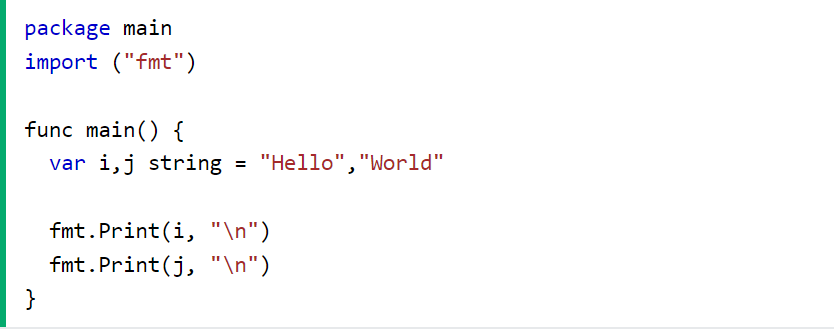 package main
import ("fmt")
func main() {
var i,j string = "Hello","World"
fmt.Print(i, "\n")
fmt.Print(j, "\n")
}